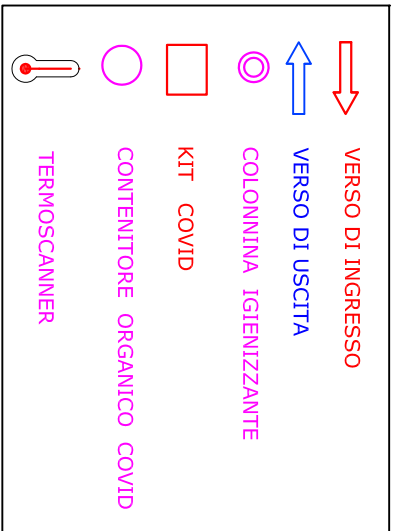 VERSO DI INGRESSO
VERSO DI USCITA
COLONNINA IGIENIZZANTE
KIT COVID
CONTENITORE ORGANICO COVID
TERMOSCANNER